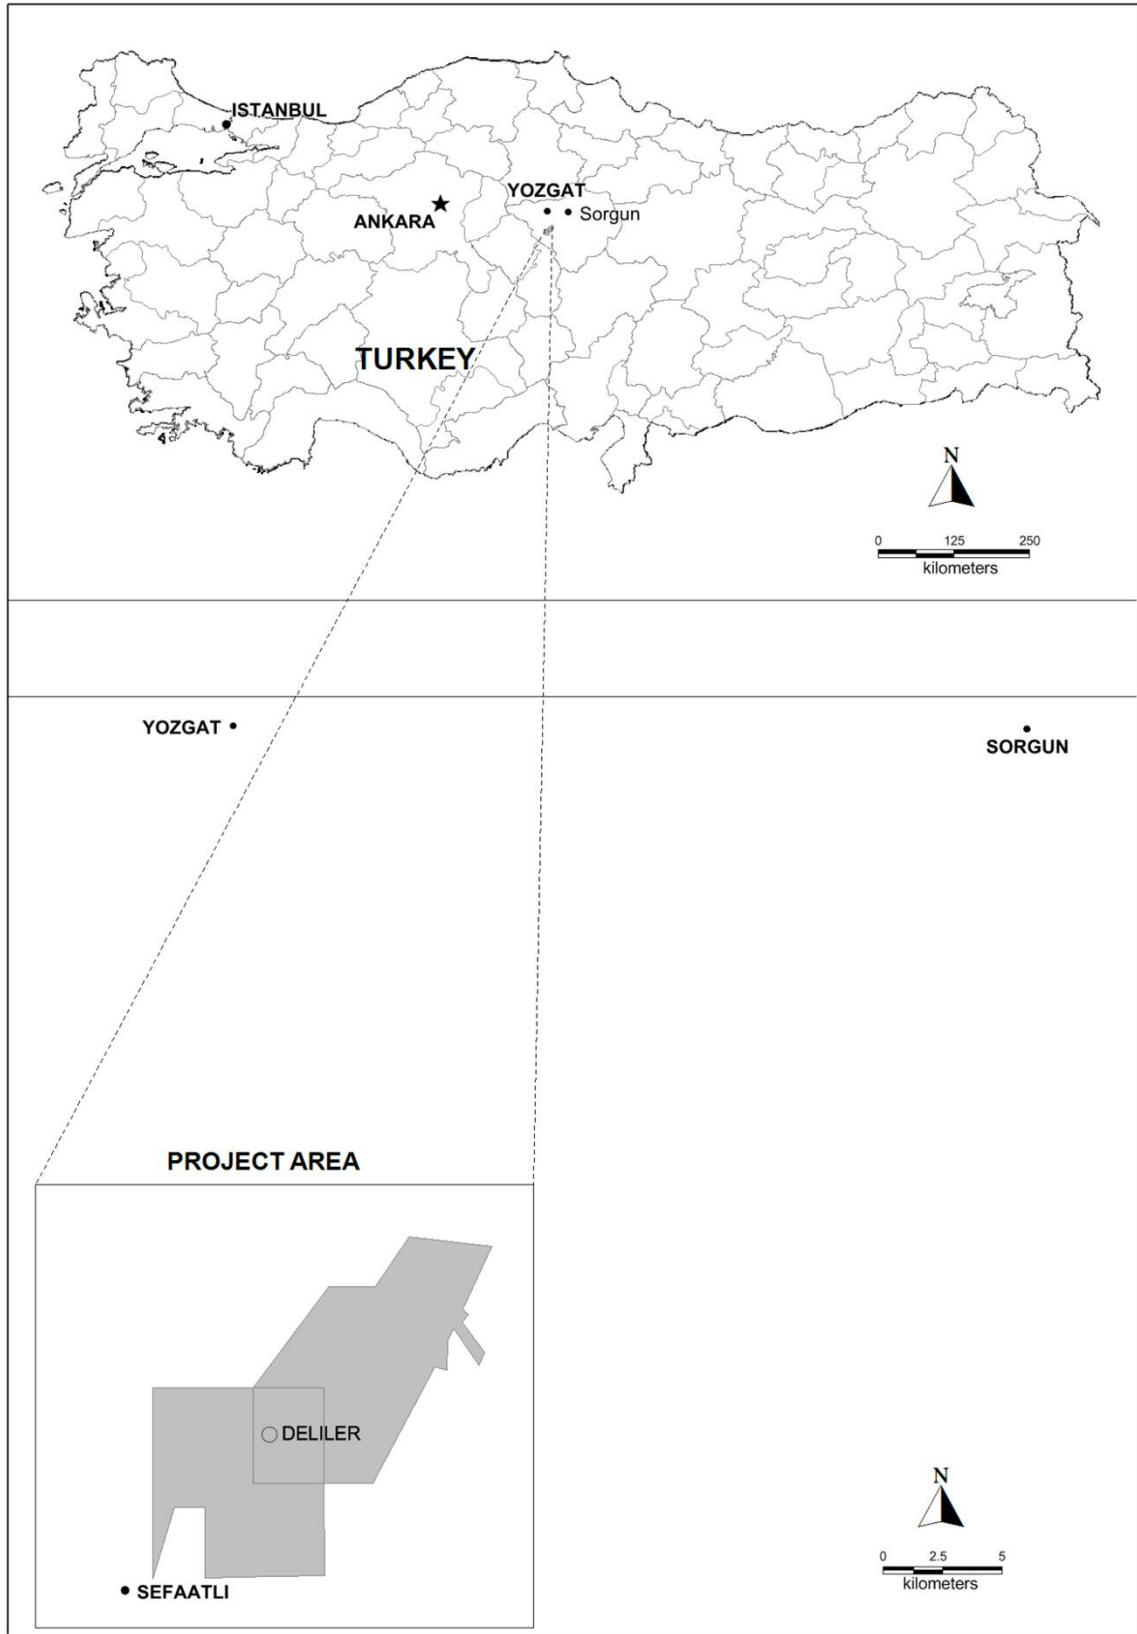 ISTANBUL
YOZGAT
ANKARA
Sorgun
TURKEY
N
0 125 250
kilometers
YOZGAT
SORGUN
PROJECT AREA
DELILER
N
0 2.5 5
kilometers
SEFAATLI